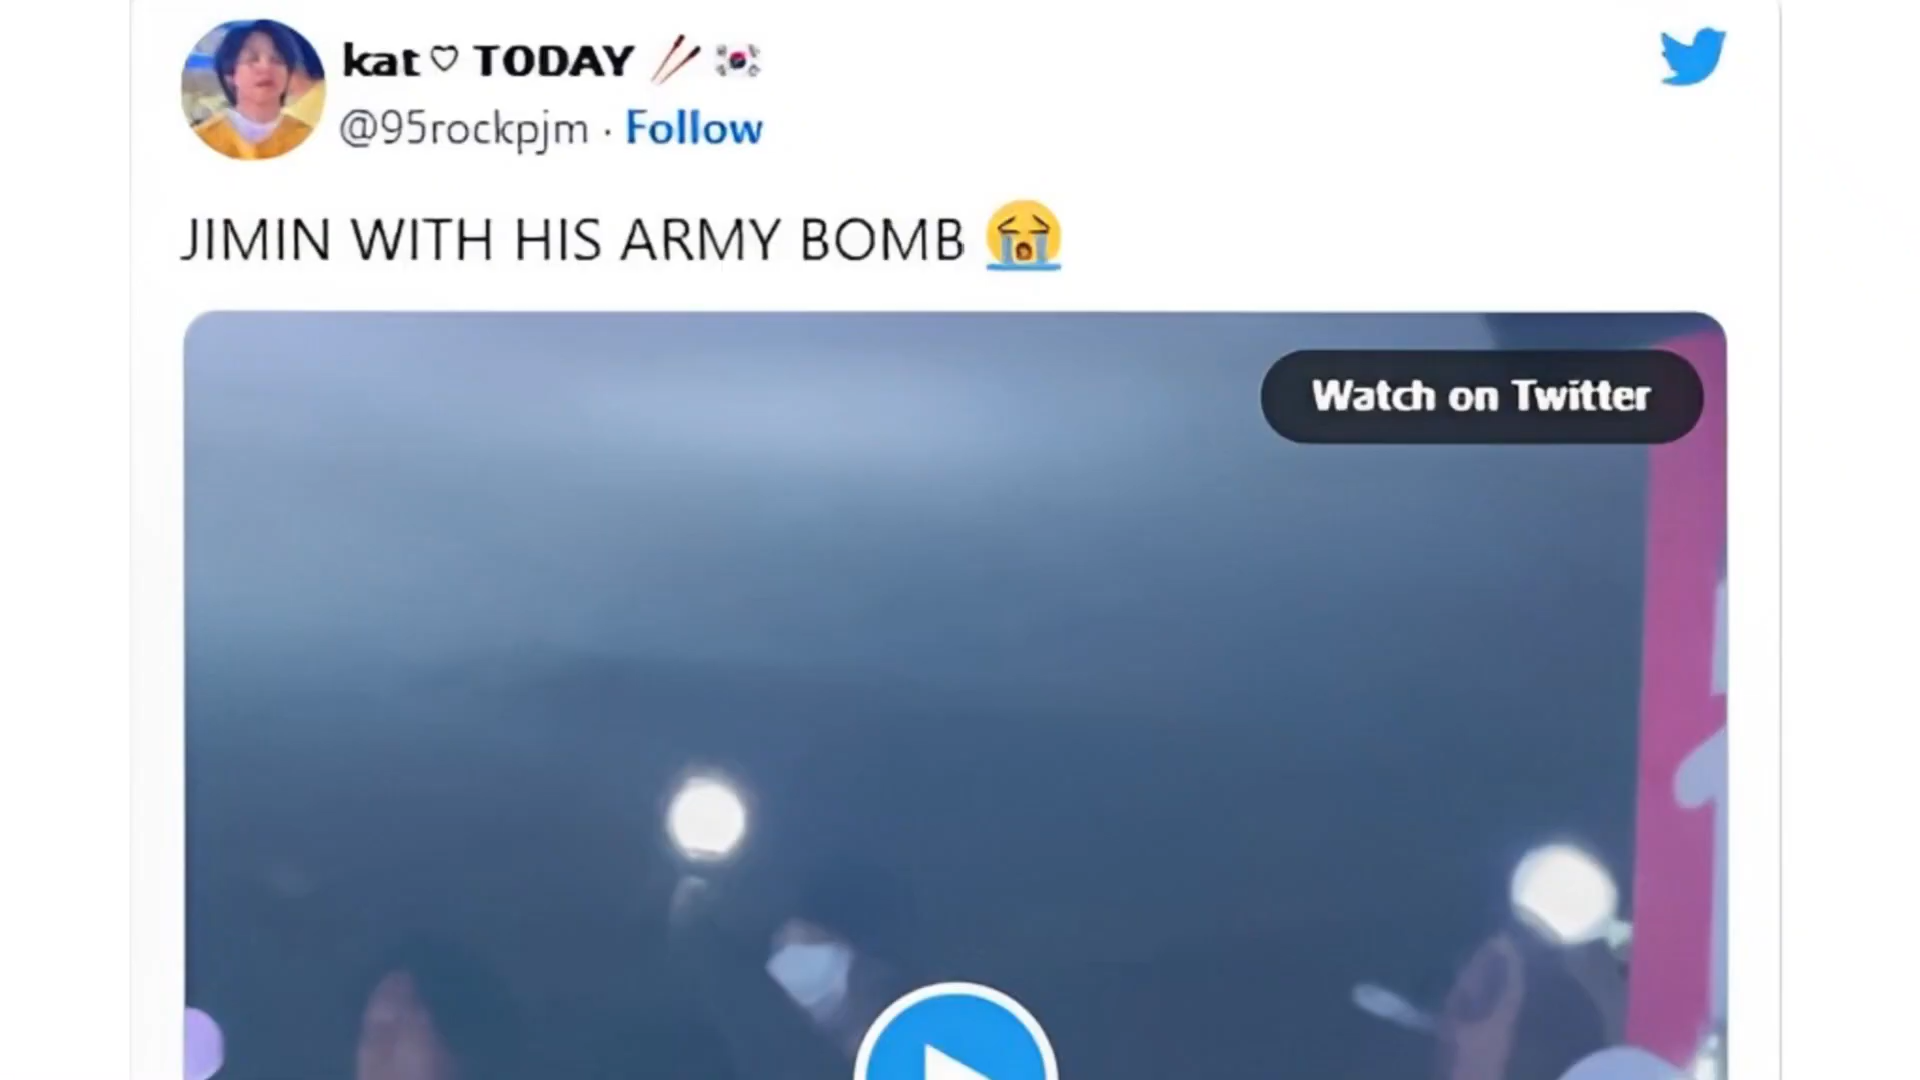 kat ♡ TODAY 🥢 🇰🇷
@95rockpjm · Follow
JIMIN WITH HIS ARMY BOMB 😭
Watch on Twitter